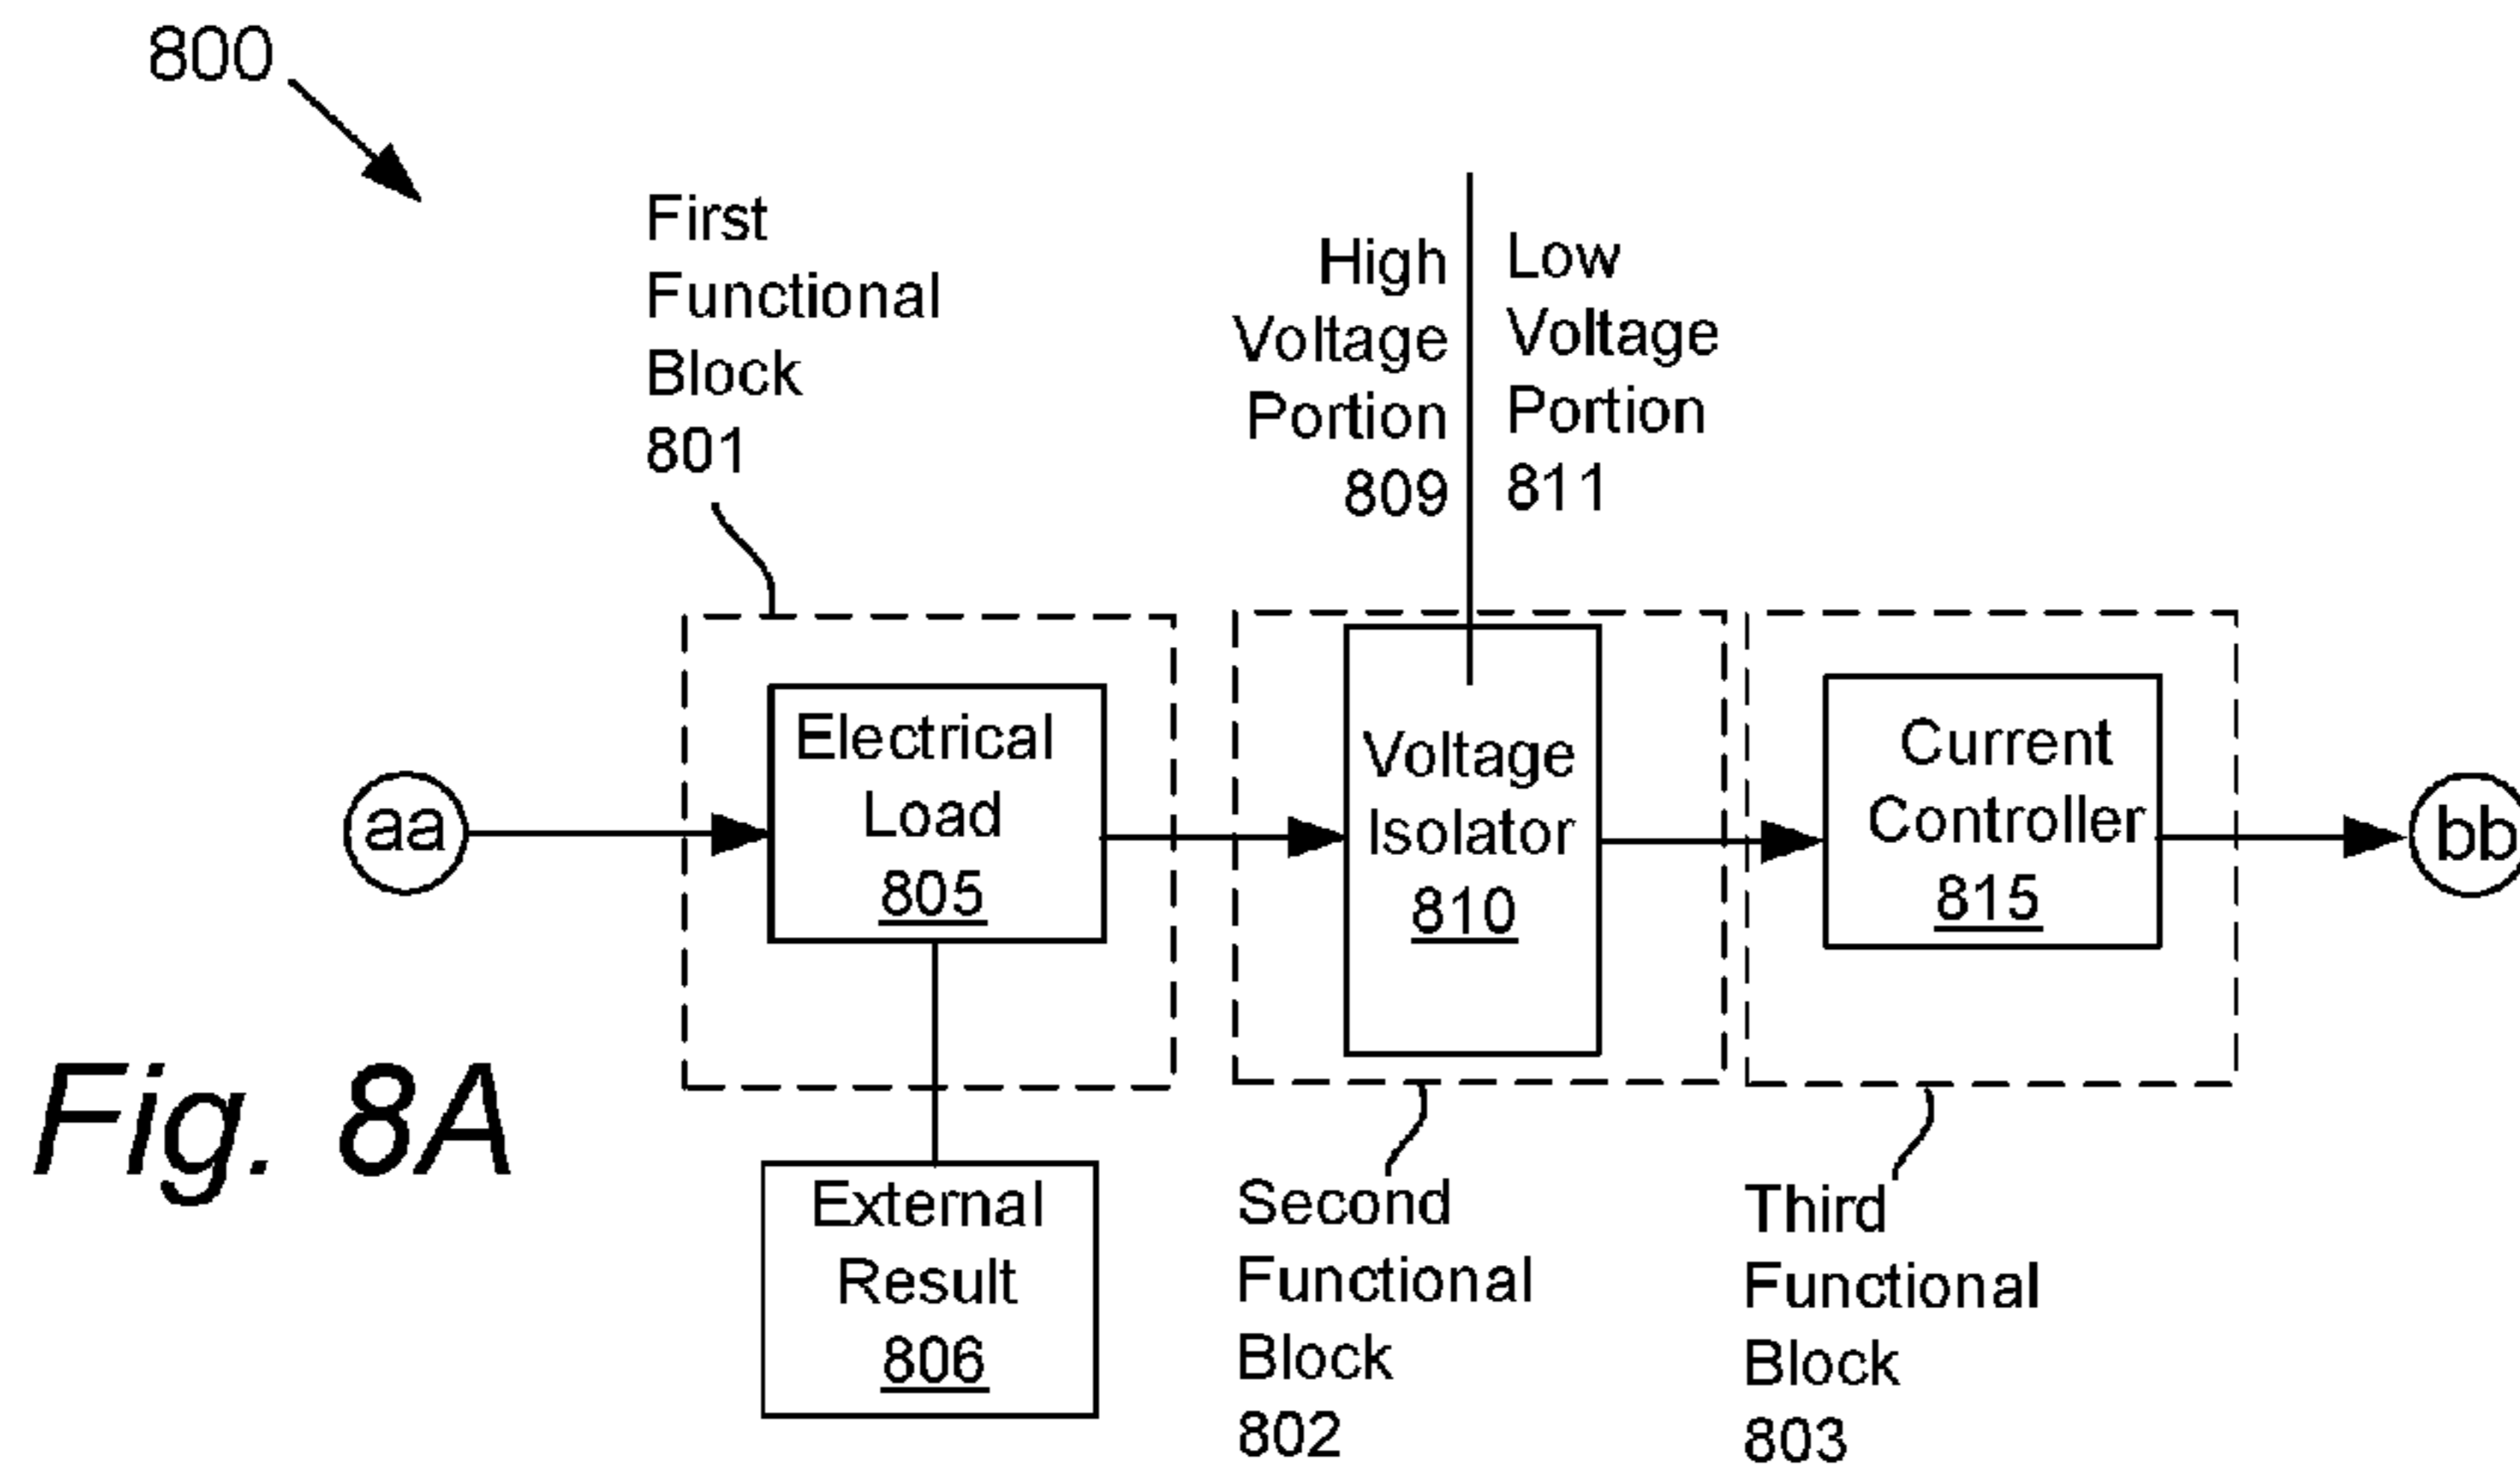 800
First
Functional
Block
801
High
Voltage
Portion
809
Low
Voltage
Portion
811
aa
Electrical
Load
805
Voltage
Isolator
810
Current
Controller
815
bb
External
Result
806
Second
Functional
Block
802
Third
Functional
Block
803
Fig. 8A